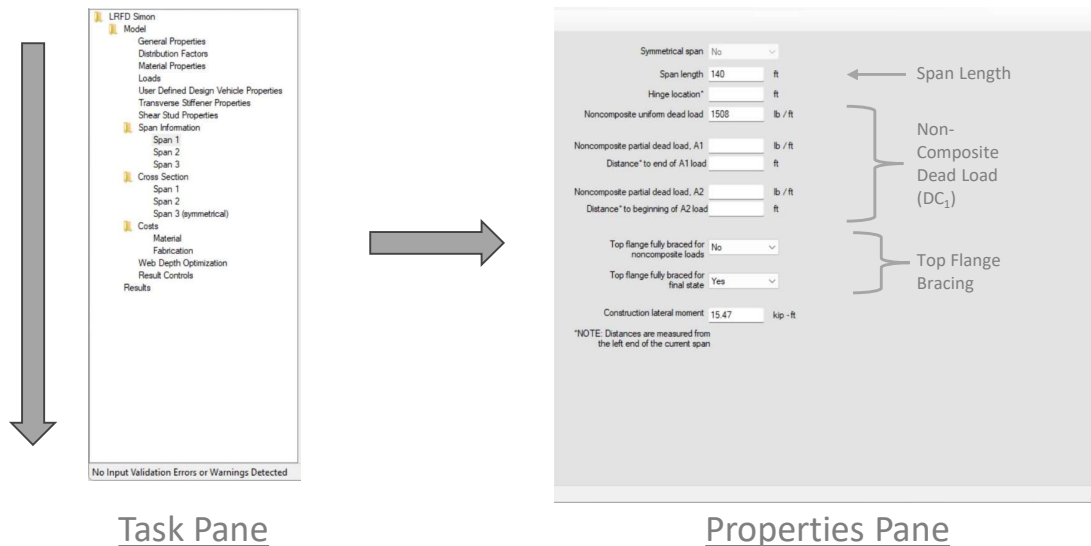 LRFD Simon
Model
General Properties
Distribution Factors
Material Properties
Loads
User Defined Design Vehicle Properties
Transverse Stiffener Properties
Shear Stud Properties
Span Information
Span 1
Span 2
Span 3
Cross Section
Span 1
Span 2
Span 3 (symmetrical)
Costs
Material
Fabrication
Web Depth Optimization
Result Controls
Results
No Input Validation Errors or Warnings Detected
Task Pane
Symmetrical span No
Span length 140 ft
Hinge location* ft
Noncomposite uniform dead load 1508 lb / ft
Noncomposite partial dead load, A1 lb / ft
Distance* to end of A1 load ft
Noncomposite partial dead load, A2 lb / ft
Distance* to beginning of A2 load ft
Top flange fully braced for
noncomposite loads No
Top flange fully braced for
final state Yes
Construction lateral moment 15.47 kip - ft
*NOTE: Distances are measured from
the left end of the current span
Span Length
Non-
Composite
Dead Load
(DC₁)
Top Flange
Bracing
Properties Pane